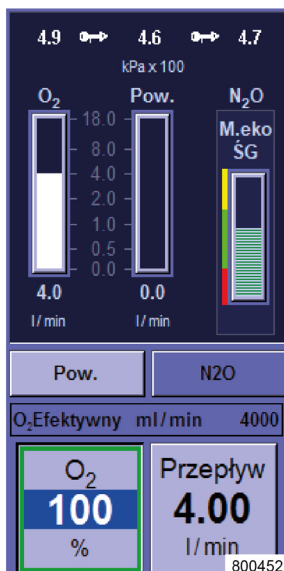 4.9 4.6 4.7
kPa x 100
O₂ Pow. N₂O
M.eko
ŚG
18.0
8.0
4.0
2.0
1.0
0.5
0.0
4.0 0.0
l/min l/min
Pow. N2O
O₂Efektywny ml/min 4000
O₂ Przepływ
100 4.00
% l/min
800452